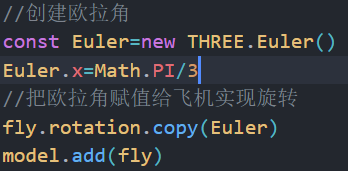 //创建欧拉角
const Euler=new THREE.Euler()
Euler.x=Math.PI/3
//把欧拉角赋值给飞机实现旋转
fly.rotation.copy(Euler)
model.add(fly)